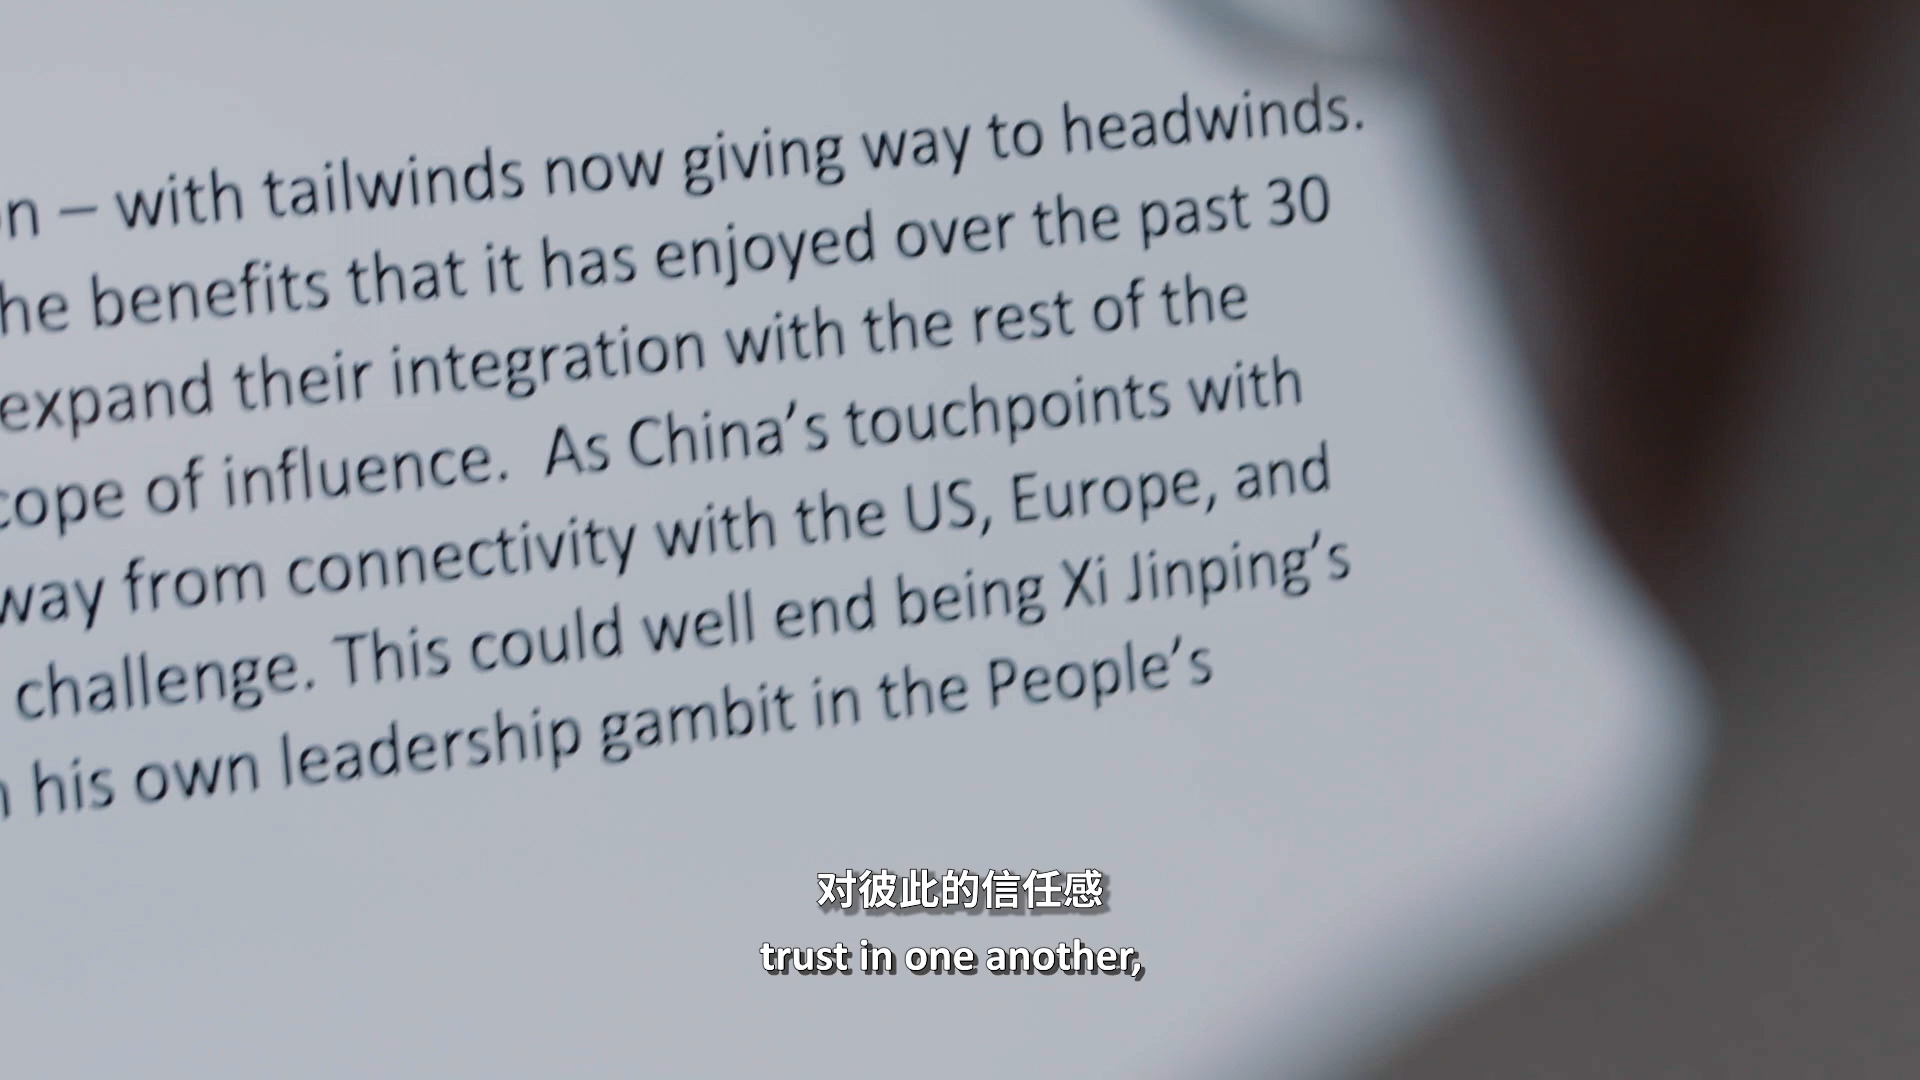 n – with tailwinds now giving way to headwinds.
he benefits that it has enjoyed over the past 30
expand their integration with the rest of the
cope of influence.  As China’s touchpoints with
way from connectivity with the US, Europe, and
challenge. This could well end being Xi Jinping’s
his own leadership gambit in the People’s
对彼此的信任感
trust in one another,